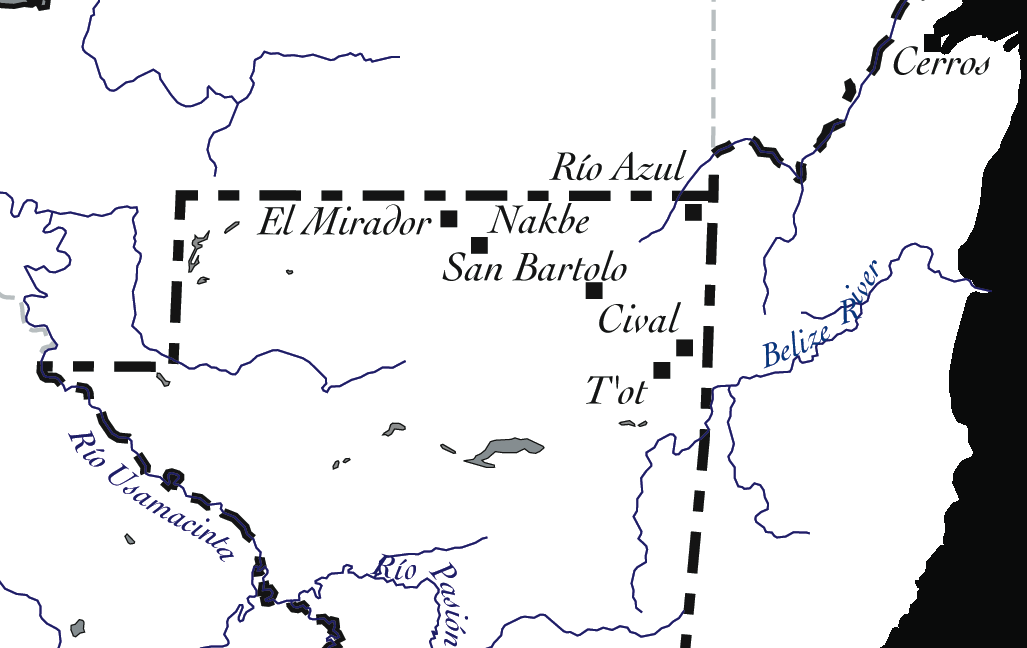 Cerros
Río Azul
El Mirador
Nakbe
San Bartolo
Cival
Belize River
T'ot
Río Usamacinta
Río Pasión